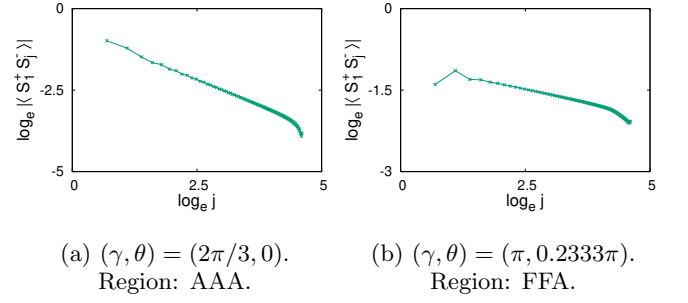 0
-2.5
-5
0
2.5
5
log_e |⟨ S_1^+ S_j^- ⟩|
log_e j
0
-1.5
-3
0
2.5
5
log_e |⟨ S_1^+ S_j^- ⟩|
log_e j
(a) (γ, θ) = (2π/3, 0).
Region: AAA.
(b) (γ, θ) = (π, 0.2333π).
Region: FFA.